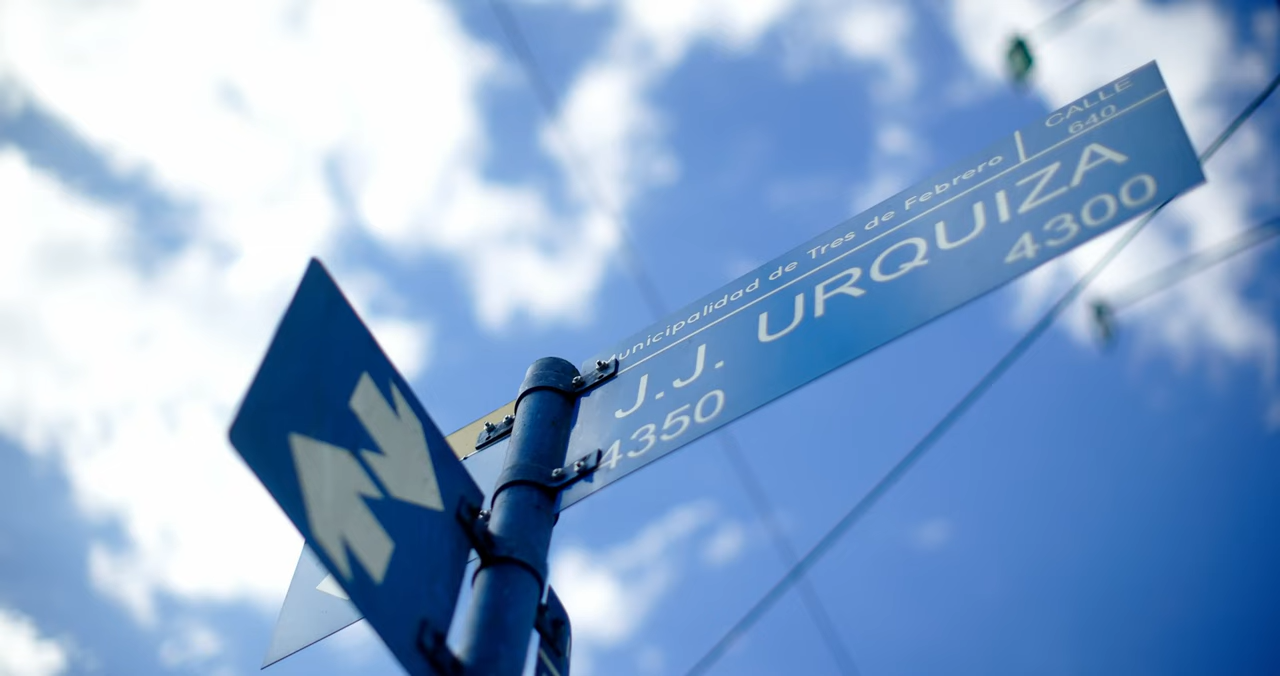 Municipalidad de Tres de Febrero
CALLE
640
J.J. URQUIZA
4350
4300